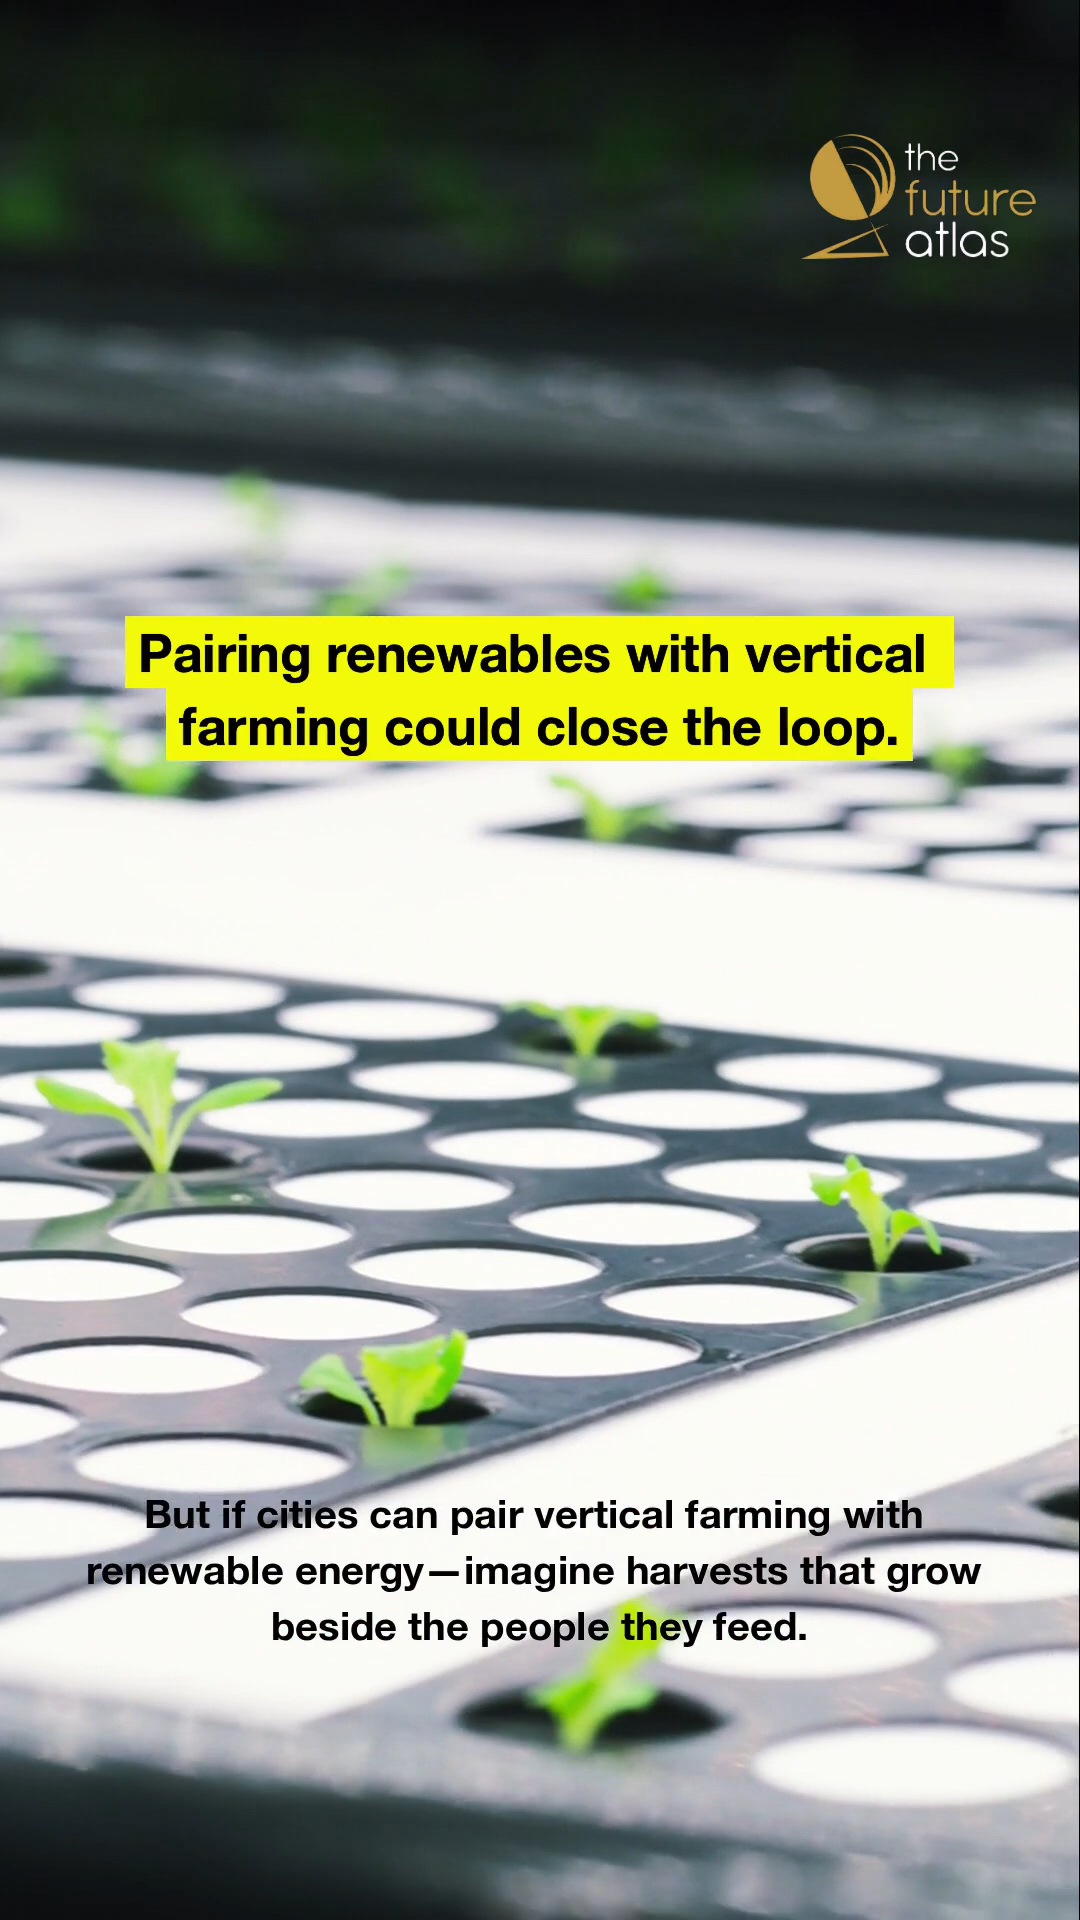 the
future
atlas
Pairing renewables with vertical
farming could close the loop.
But if cities can pair vertical farming with
renewable energy—imagine harvests that grow
beside the people they feed.